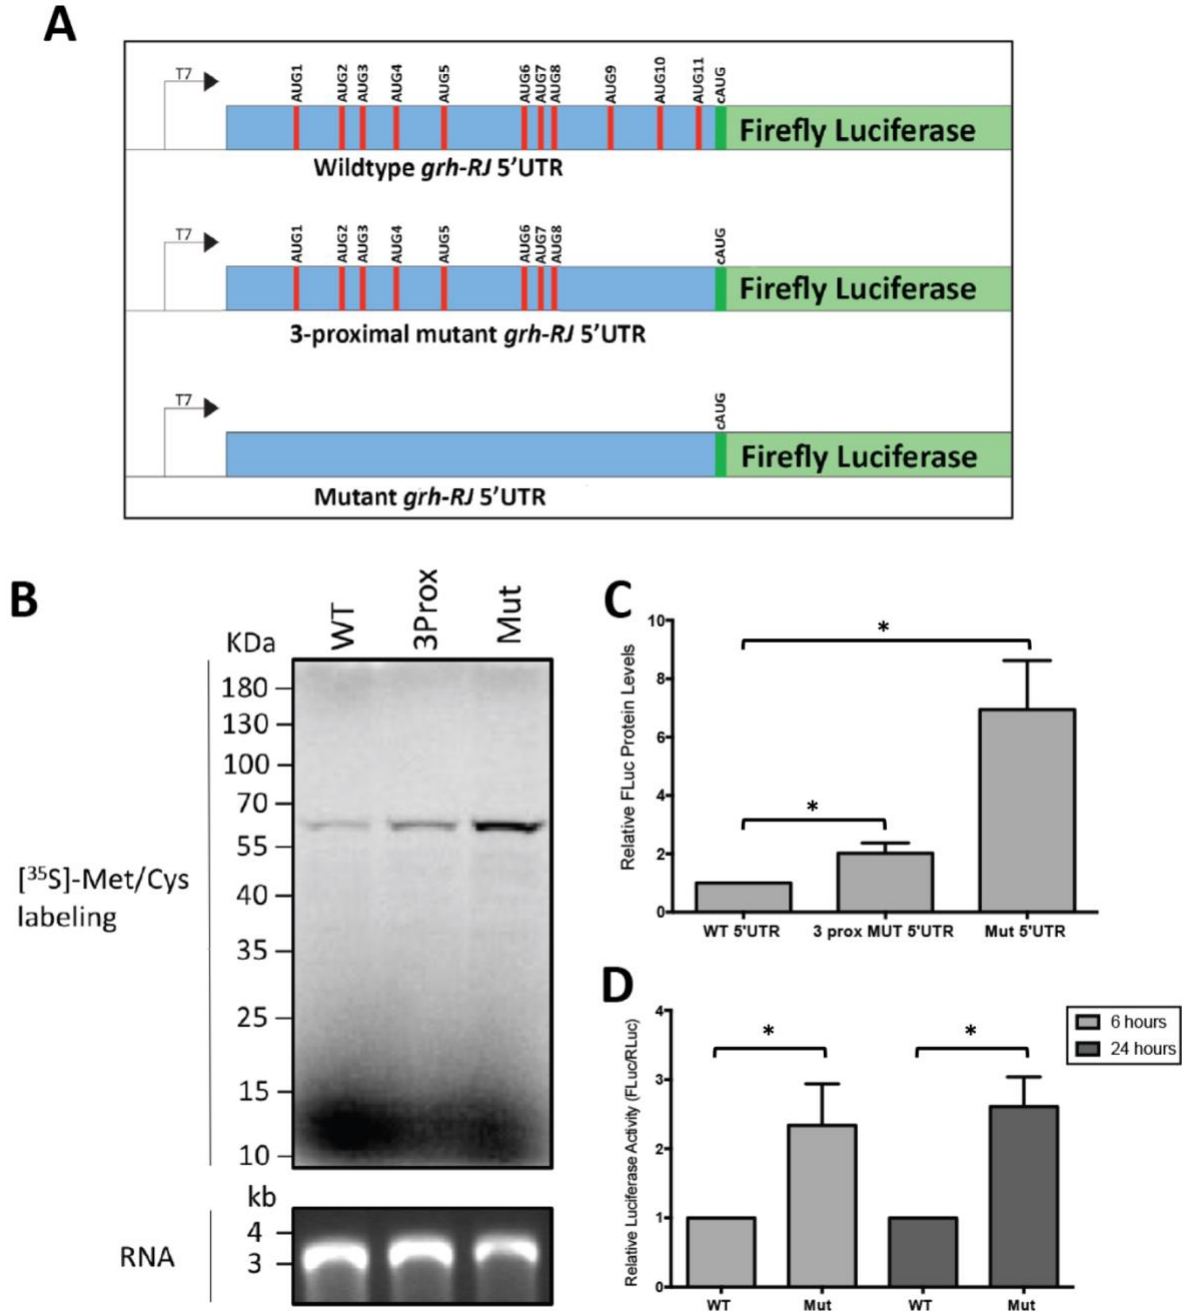 A
T7
AUG1
AUG2
AUG3
AUG4
AUG5
AUG6
AUG7
AUG8
AUG9
AUG10
AUG11
cAUG
Firefly Luciferase
Wildtype grh-RJ 5'UTR
T7
AUG1
AUG2
AUG3
AUG4
AUG5
AUG6
AUG7
AUG8
cAUG
Firefly Luciferase
3-proximal mutant grh-RJ 5'UTR
T7
cAUG
Firefly Luciferase
Mutant grh-RJ 5'UTR
B
KDa
WT
3Prox
Mut
180
130
100
70
55
40
35
25
15
10
[³⁵S]-Met/Cys
labeling
kb
4
3
RNA
C
Relative FLuc Protein Levels
10
8
6
4
2
0
*
*
WT 5'UTR
3 prox MUT 5'UTR
Mut 5'UTR
D
Relative Luciferase Activity (FLuc/RLuc)
4
3
2
1
0
*
*
6 hours
24 hours
WT
Mut
WT
Mut